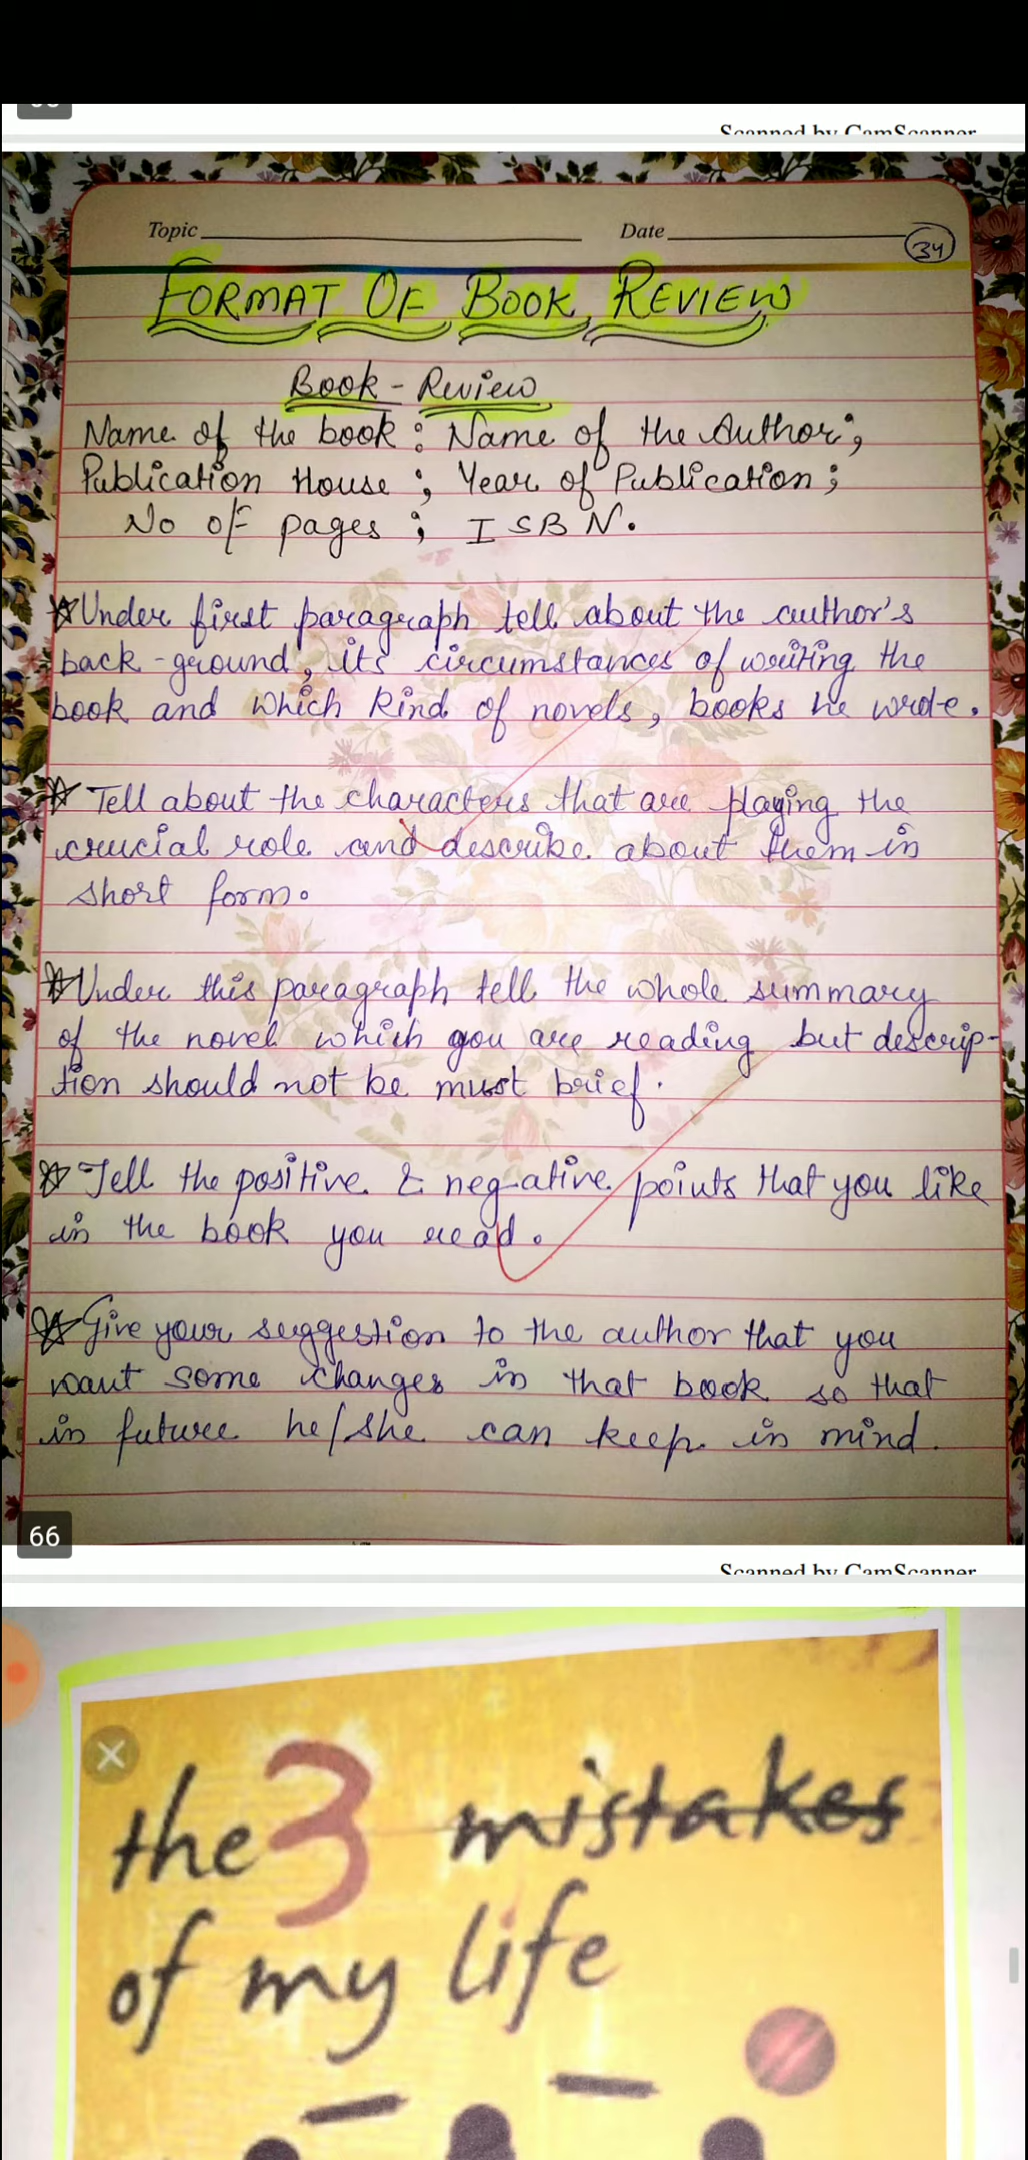 Topic Date
34
FORMAT OF BOOK REVIEW
Book - Review
Name of the book : Name of the Author ;
Publication House ; Year of Publication ;
No of pages ; ISBN.
Under first paragraph tell about the author's
back-ground, its circumstances of writing the
book and which kind of novels, books he wrote.
Tell about the characters that are playing the
crucial role and describe about them in
short form.
Under this paragraph tell the whole summary
of the novel which you are reading but descrip-
tion should not be must brief.
Tell the positive & negative points that you like
in the book you read.
Give your suggestion to the author that you
want some changes in that book so that
in future he/she can keep in mind.
66
Scanned by CamScanner
the 3 mistakes
of my life